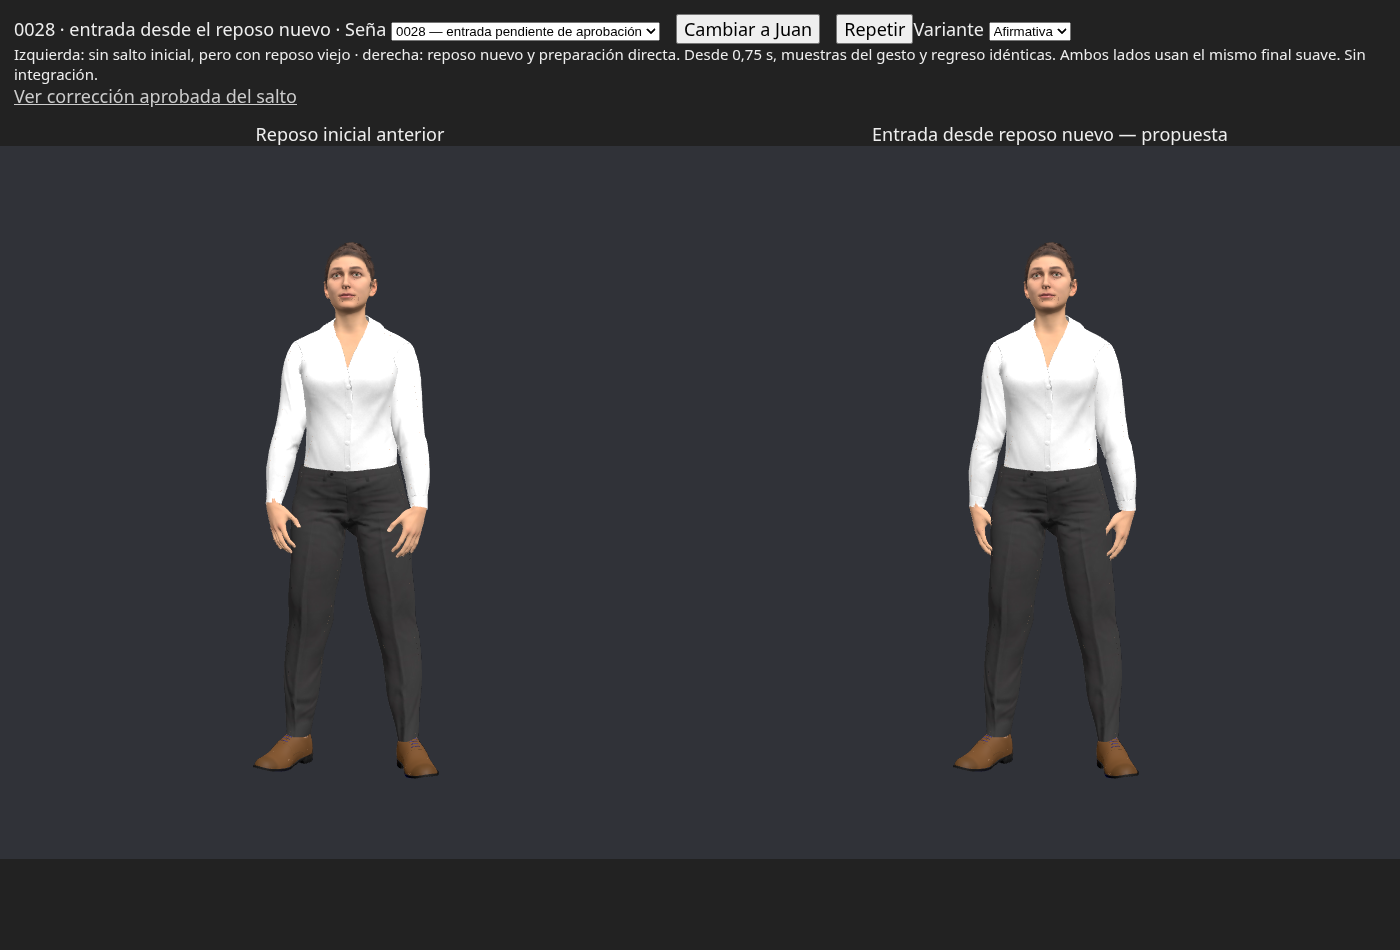 0028 · entrada desde el reposo nuevo · Seña 0028 — entrada pendiente de aprobación Cambiar a Juan Repetir Variante Afirmativa
Izquierda: sin salto inicial, pero con reposo viejo · derecha: reposo nuevo y preparación directa. Desde 0,75 s, muestras del gesto y regreso idénticas. Ambos lados usan el mismo final suave. Sin
integración.
Ver corrección aprobada del salto
Reposo inicial anterior
Entrada desde reposo nuevo — propuesta